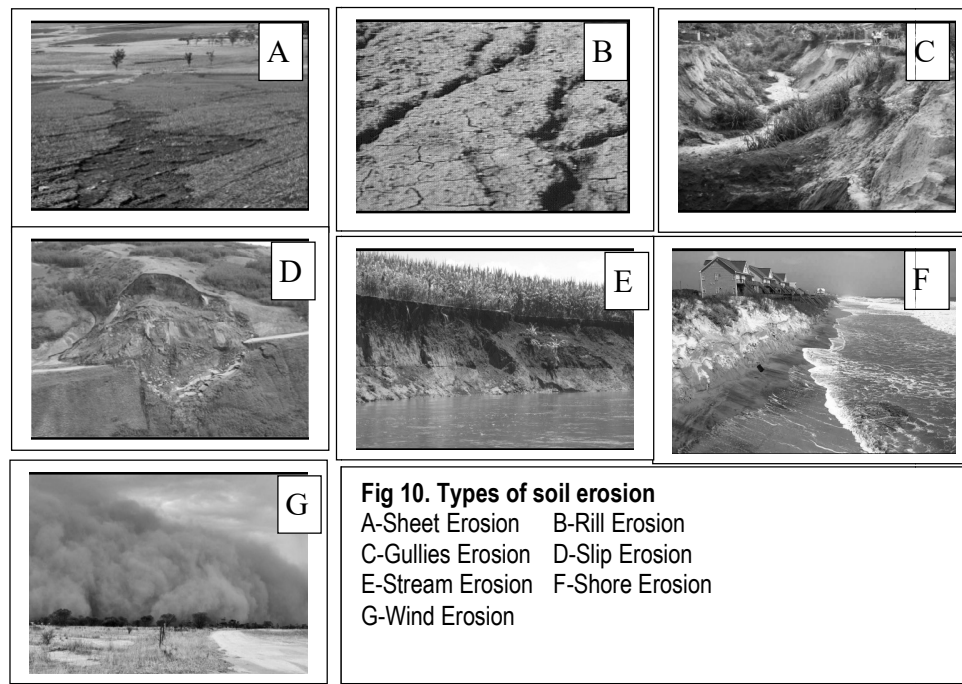 A
B
C
D
E
F
G
Fig 10. Types of soil erosion
A-Sheet Erosion B-Rill Erosion
C-Gullies Erosion D-Slip Erosion
E-Stream Erosion F-Shore Erosion
G-Wind Erosion